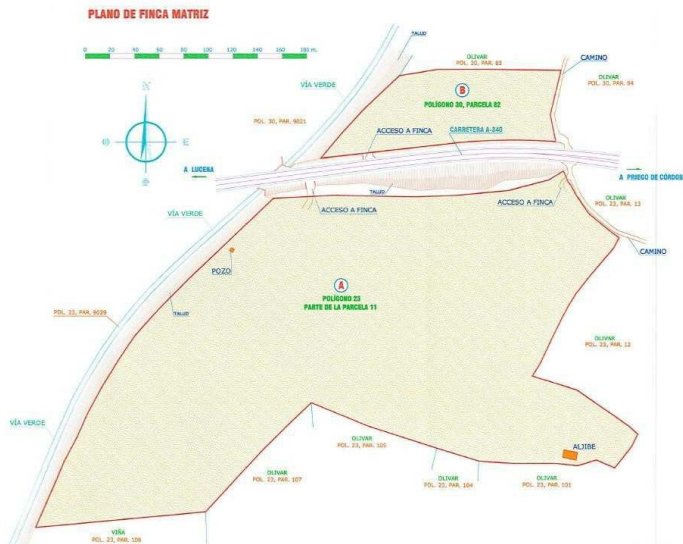 PLANO DE FINCA MATRIZ
0 20 40 60 80 100 120 140 160 180 m.
TALUD
OLIVAR
POL. 30, PAR. 83
CAMINO
OLIVAR
POL. 30, PAR. 84
VÍA VERDE
N
B
POLÍGONO 30, PARCELA 82
POL. 30, PAR. 9021
ACCESO A FINCA
CARRETERA A-340
E
A LUCENA
A PRIEGO DE CÓRDOB
TALUD
ACCESO A FINCA
ACCESO A FINCA
OLIVAR
POL. 23, PAR. 13
VÍA VERDE
CAMINO
POZO
A
POLÍGONO 23
PARTE DE LA PARCELA 11
TALUD
POL. 23, PAR. 9039
OLIVAR
POL. 23, PAR. 12
VÍA VERDE
OLIVAR
POL. 23, PAR. 105
ALJIBE
OLIVAR
POL. 23, PAR. 107
OLIVAR
POL. 23, PAR. 104
OLIVAR
POL. 23, PAR. 101
VIÑA
POL. 23, PAR. 108